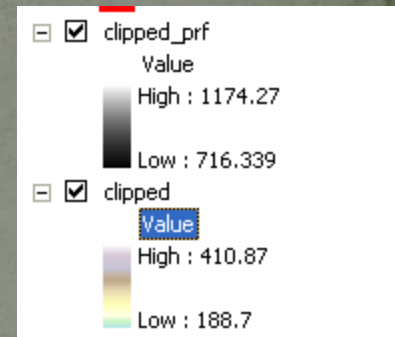 clipped_prf
Value
High : 1174.27
Low : 716.339
clipped
Value
High : 410.87
Low : 188.7